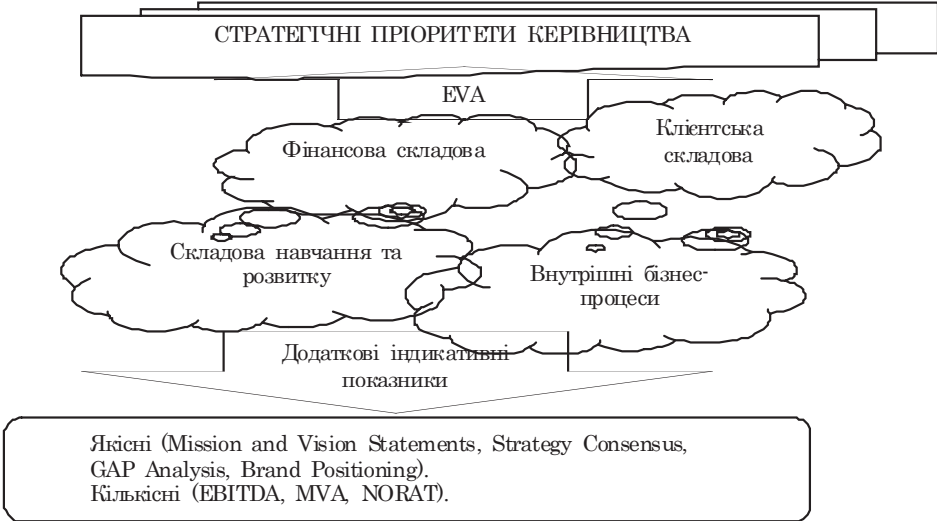 СТРАТЕГІЧНІ ПРІОРИТЕТИ КЕРІВНИЦТВА
EVA
Фінансова складова
Клієнтська
складова
Складова навчання та
розвитку
Внутрішні бізнес-
процеси
Додаткові індикативні
показники
Якісні (Mission and Vision Statements, Strategy Consensus,
GAP Analysis, Brand Positioning).
Кількісні (EBITDA, MVA, NORAT).